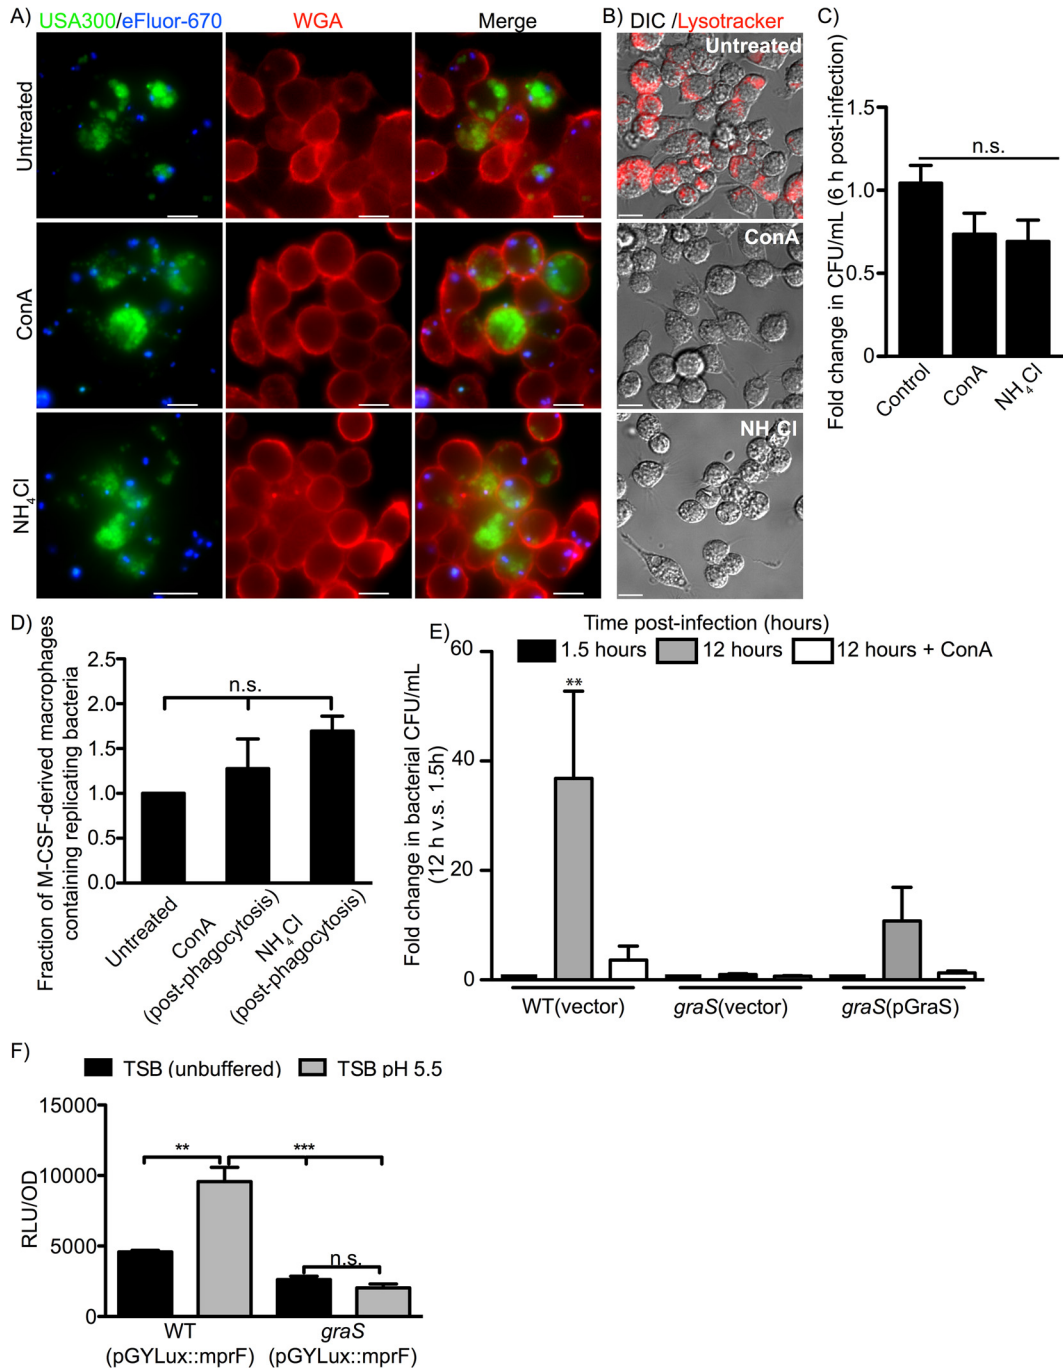 A)
USA300/eFluor-670
WGA
Merge
Untreated
ConA
NH4Cl
B)
DIC /Lysotracker
Untreated
ConA
NH4Cl
C)
Fold change in CFU/mL (6 h post-infection)
1.5
1.0
0.5
0
n.s.
Control
ConA
NH4Cl
D)
Fraction of M-CSF-derived macrophages
containing replicating bacteria
2.5
2.0
1.5
1.0
0.5
0.0
n.s.
Untreated
ConA
(post-phagocytosis)
NH4Cl
(post-phagocytosis)
E)
Time post-infection (hours)
1.5 hours
12 hours
12 hours + ConA
Fold change in bacterial CFU/mL
(12 h v.s. 1.5h)
60
40
20
0
**
WT(vector)
graS(vector)
graS(pGraS)
F)
TSB (unbuffered)
TSB pH 5.5
RLU/OD
15000
10000
5000
0
**
***
n.s.
WT
(pGYLux::mprF)
graS
(pGYLux::mprF)